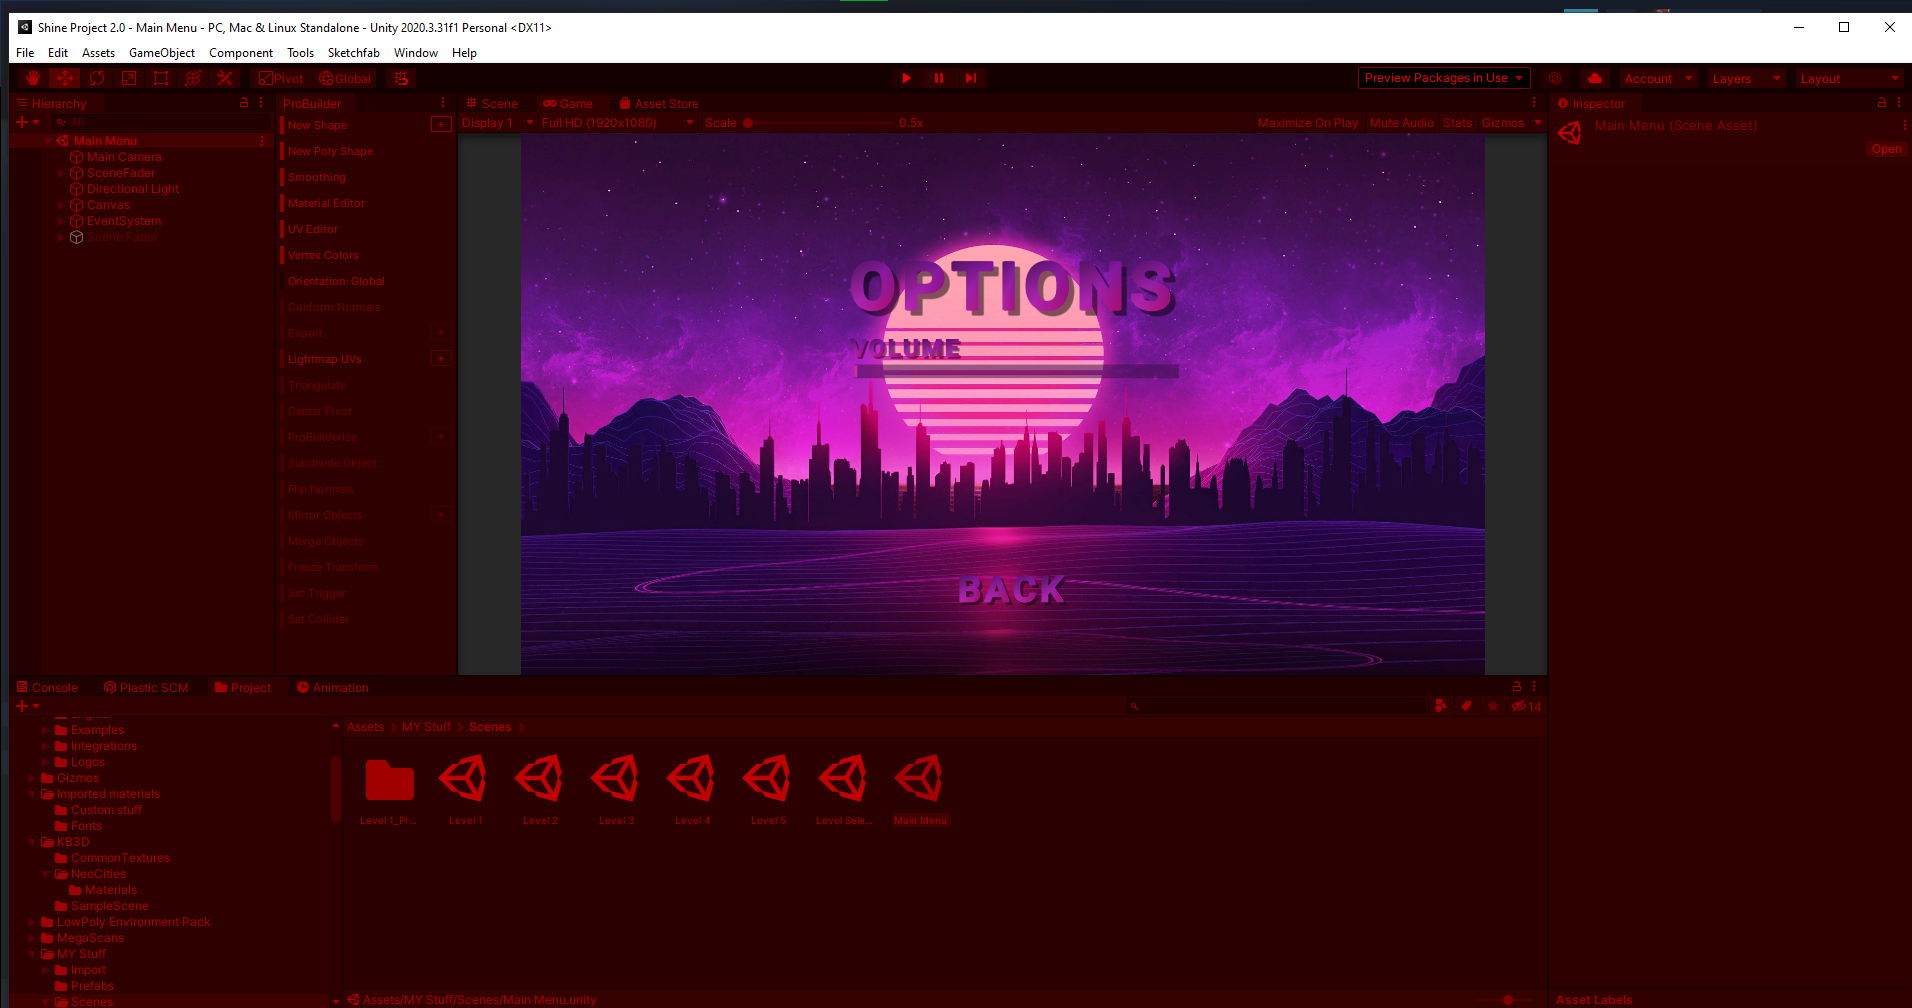 Shine Project 2.0 - Main Menu - PC, Mac & Linux Standalone - Unity 2020.3.31f1 Personal <DX11>
File Edit Assets GameObject Component Tools Sketchfab Window Help
Pivot Global Preview Packages in Use Account Layers Layout
Hierarchy
All...
Main Menu
Main Camera
SceneFader
Directional Light
Canvas
EventSystem
Scene Fader
ProBuilder
New Shape
New Poly Shape
Smoothing
Material Editor
UV Editor
Vertex Colors
Orientation: Global
Conform Normals
Export
Lightmap UVs
Triangulate
Center Pivot
ProBuilderize
Subdivide Object
Flip Normals
Mirror Objects
Merge Objects
Freeze Transform
Set Trigger
Set Collider
Scene Game Asset Store
Display 1 Full HD (1920x1080) Scale 0.5x Maximize On Play Mute Audio Stats Gizmos
OPTIONS
VOLUME
BACK
Inspector
Main Menu (Scene Asset)
Open
Console Plastic SCM Project Animation
14
Examples
Integrations
Logos
Gizmos
Imported materials
Custom stuff
Fonts
KB3D
CommonTextures
NeoCities
Materials
SampleScene
LowPoly Environment Pack
MegaScans
MY Stuff
Import
Prefabs
Scenes
Assets > MY Stuff > Scenes >
Level 1_Pr... Level 1 Level 2 Level 3 Level 4 Level 5 Level Sele... Main Menu
Assets/MY Stuff/Scenes/Main Menu.unity
Asset Labels